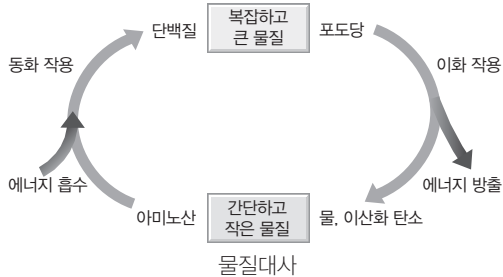 단백질
복잡하고
큰 물질
포도당
동화 작용
이화 작용
에너지 흡수
에너지 방출
아미노산
간단하고
작은 물질
물, 이산화 탄소
물질대사